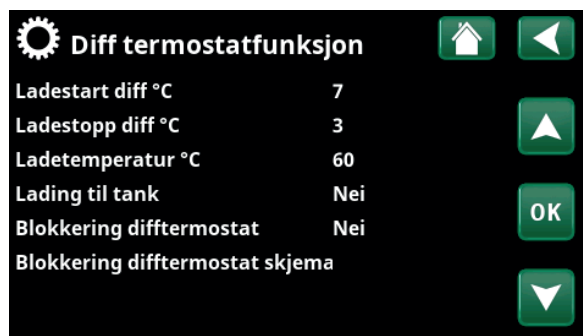 Diff termostatfunksjon
Ladestart diff °C 7
Ladestopp diff °C 3
Ladetemperatur °C 60
Lading til tank Nei
Blokkering difftermostat Nei
Blokkering difftermostat skjema
OK